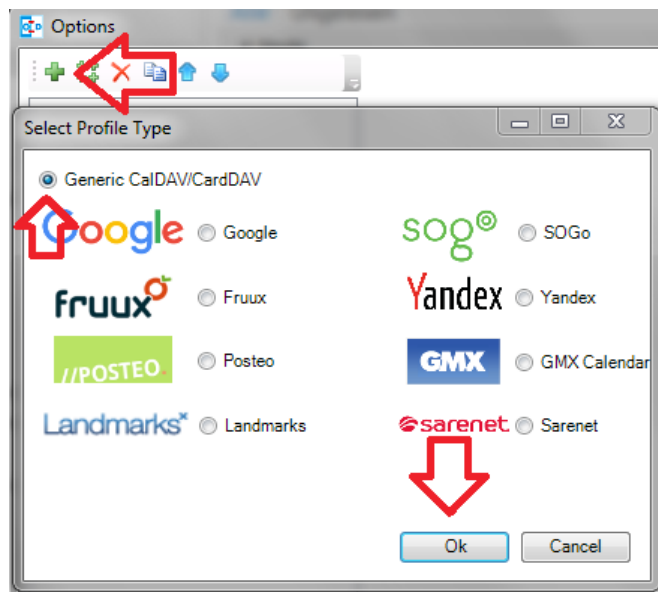 Options
Select Profile Type
Generic CalDAV/CardDAV
Google Google
SOGo SOGo
fruux Fruux
Yandex Yandex
//POSTEO. Posteo
GMX GMX Calendar
Landmarks Landmarks
sarenet Sarenet
Ok Cancel